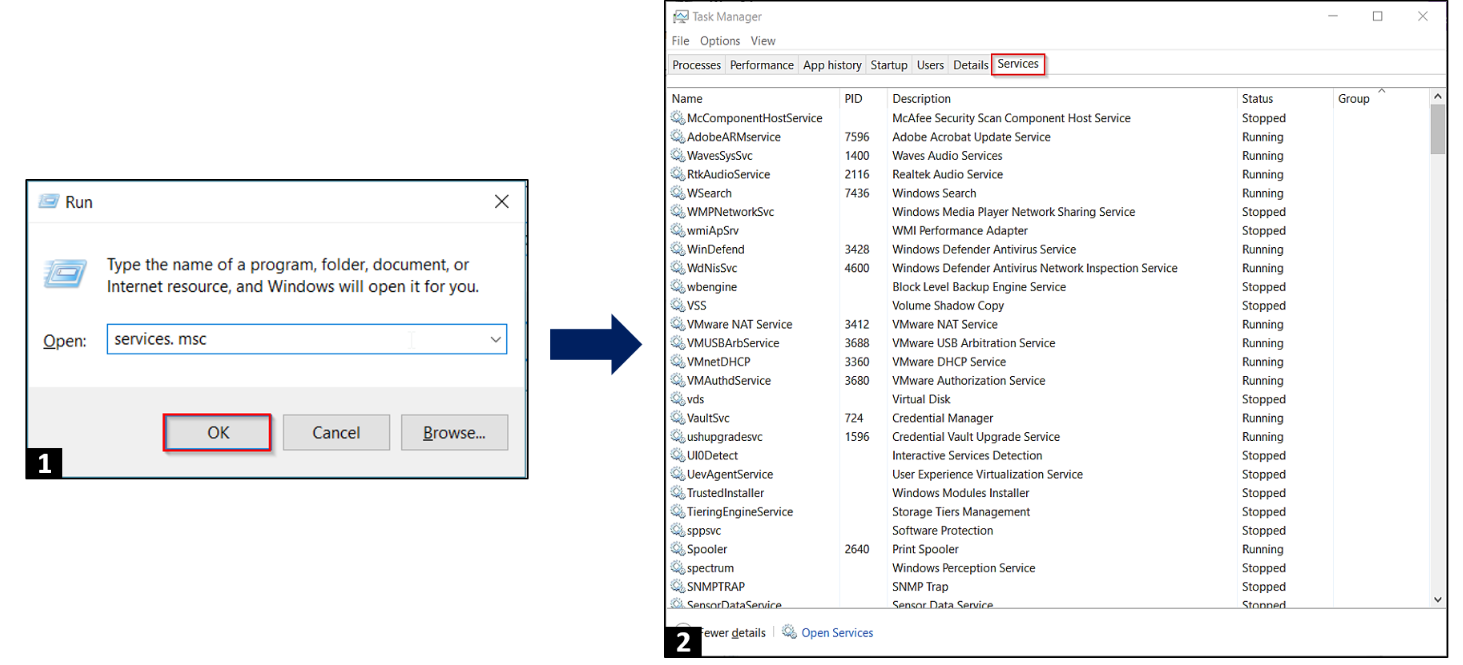 Run
Type the name of a program, folder, document, or
Internet resource, and Windows will open it for you.
Open: services. msc
OK Cancel Browse...
1
Task Manager
File Options View
Processes Performance App history Startup Users Details Services
Name PID Description Status Group
McComponentHostService McAfee Security Scan Component Host Service Stopped
AdobeARMservice 7596 Adobe Acrobat Update Service Running
WavesSysSvc 1400 Waves Audio Services Running
RtkAudioService 2116 Realtek Audio Service Running
WSearch 7436 Windows Search Running
WMPNetworkSvc Windows Media Player Network Sharing Service Stopped
wmiApSrv WMI Performance Adapter Stopped
WinDefend 3428 Windows Defender Antivirus Service Running
WdNisSvc 4600 Windows Defender Antivirus Network Inspection Service Running
wbengine Block Level Backup Engine Service Stopped
VSS Volume Shadow Copy Stopped
VMware NAT Service 3412 VMware NAT Service Running
VMUSBArbService 3688 VMware USB Arbitration Service Running
VMnetDHCP 3360 VMware DHCP Service Running
VMAuthdService 3680 VMware Authorization Service Running
vds Virtual Disk Stopped
VaultSvc 724 Credential Manager Running
ushupgradesvc 1596 Credential Vault Upgrade Service Running
UI0Detect Interactive Services Detection Stopped
UevAgentService User Experience Virtualization Service Stopped
TrustedInstaller Windows Modules Installer Stopped
TieringEngineService Storage Tiers Management Stopped
sppsvc Software Protection Stopped
Spooler 2640 Print Spooler Running
spectrum Windows Perception Service Stopped
SNMPTRAP SNMP Trap Stopped
SensorDataService Sensor Data Service Stopped
Fewer details Open Services
2